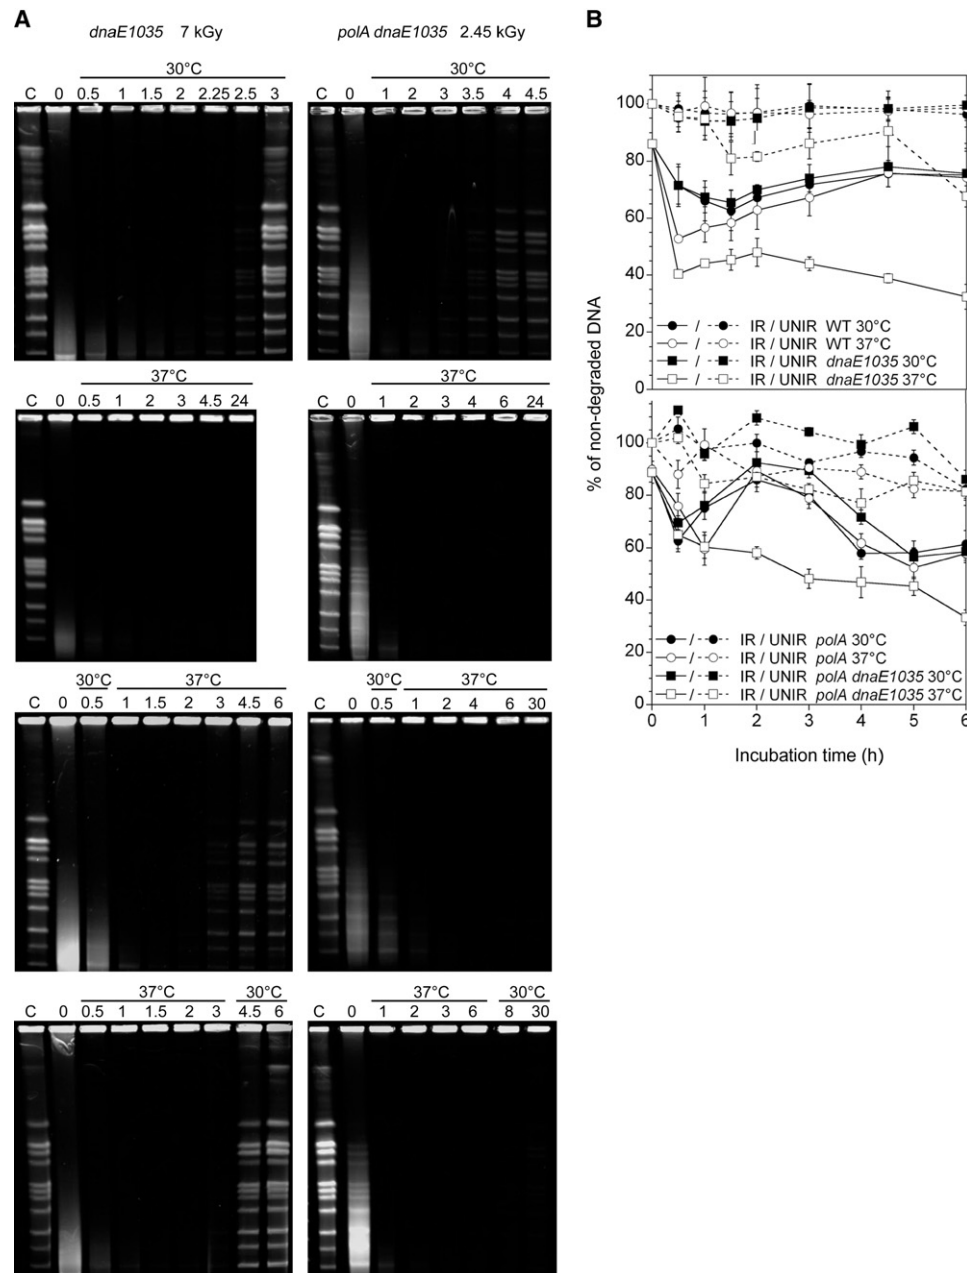 A
dnaE1035 7 kGy
polA dnaE1035 2.45 kGy
30°C
C 0 0.5 1 1.5 2 2.25 2.5 3
30°C
C 0 1 2 3 3.5 4 4.5
37°C
C 0 0.5 1 2 3 4.5 24
37°C
C 0 1 2 3 4 6 24
30°C 37°C
C 0 0.5 1 1.5 2 3 4.5 6
30°C 37°C
C 0 0.5 1 2 4 6 30
37°C 30°C
C 0 0.5 1 1.5 2 3 4.5 6
37°C 30°C
C 0 1 2 3 6 8 30
B
% of non-degraded DNA
100
80
60
40
20
0
/ IR / UNIR WT 30°C
/ IR / UNIR WT 37°C
/ IR / UNIR dnaE1035 30°C
/ IR / UNIR dnaE1035 37°C
100
80
60
40
20
0
/ IR / UNIR polA 30°C
/ IR / UNIR polA 37°C
/ IR / UNIR polA dnaE1035 30°C
/ IR / UNIR polA dnaE1035 37°C
0 1 2 3 4 5 6
Incubation time (h)